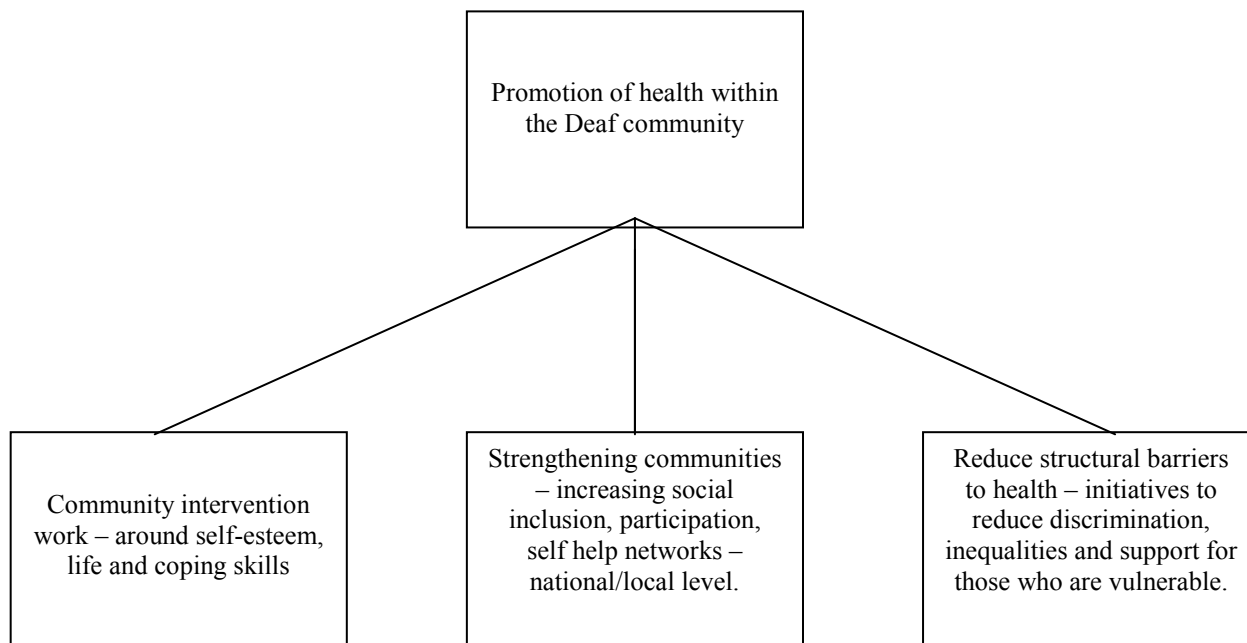 Promotion of health within
the Deaf community
Community intervention
work – around self-esteem,
life and coping skills
Strengthening communities
– increasing social
inclusion, participation,
self help networks –
national/local level.
Reduce structural barriers
to health – initiatives to
reduce discrimination,
inequalities and support for
those who are vulnerable.